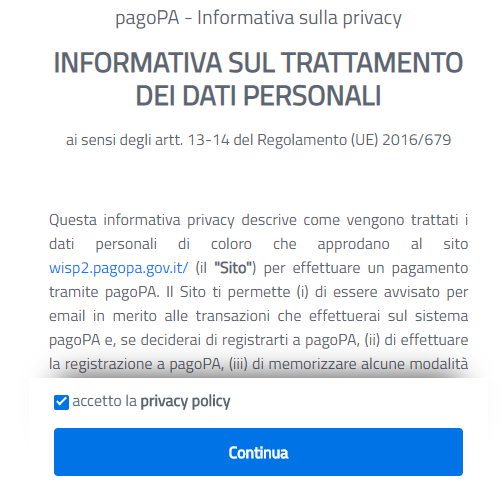 pagoPA - Informativa sulla privacy
INFORMATIVA SUL TRATTAMENTO
DEI DATI PERSONALI
ai sensi degli artt. 13-14 del Regolamento (UE) 2016/679
Questa informativa privacy descrive come vengono trattati i
dati personali di coloro che approdano al sito
wisp2.pagopa.gov.it/ (il "Sito") per effettuare un pagamento
tramite pagoPA. Il Sito ti permette (i) di essere avvisato per
email in merito alle transazioni che effettuerai sul sistema
pagoPA e, se deciderai di registrarti a pagoPA, (ii) di effettuare
la registrazione a pagoPA, (iii) di memorizzare alcune modalità
accetto la privacy policy
Continua